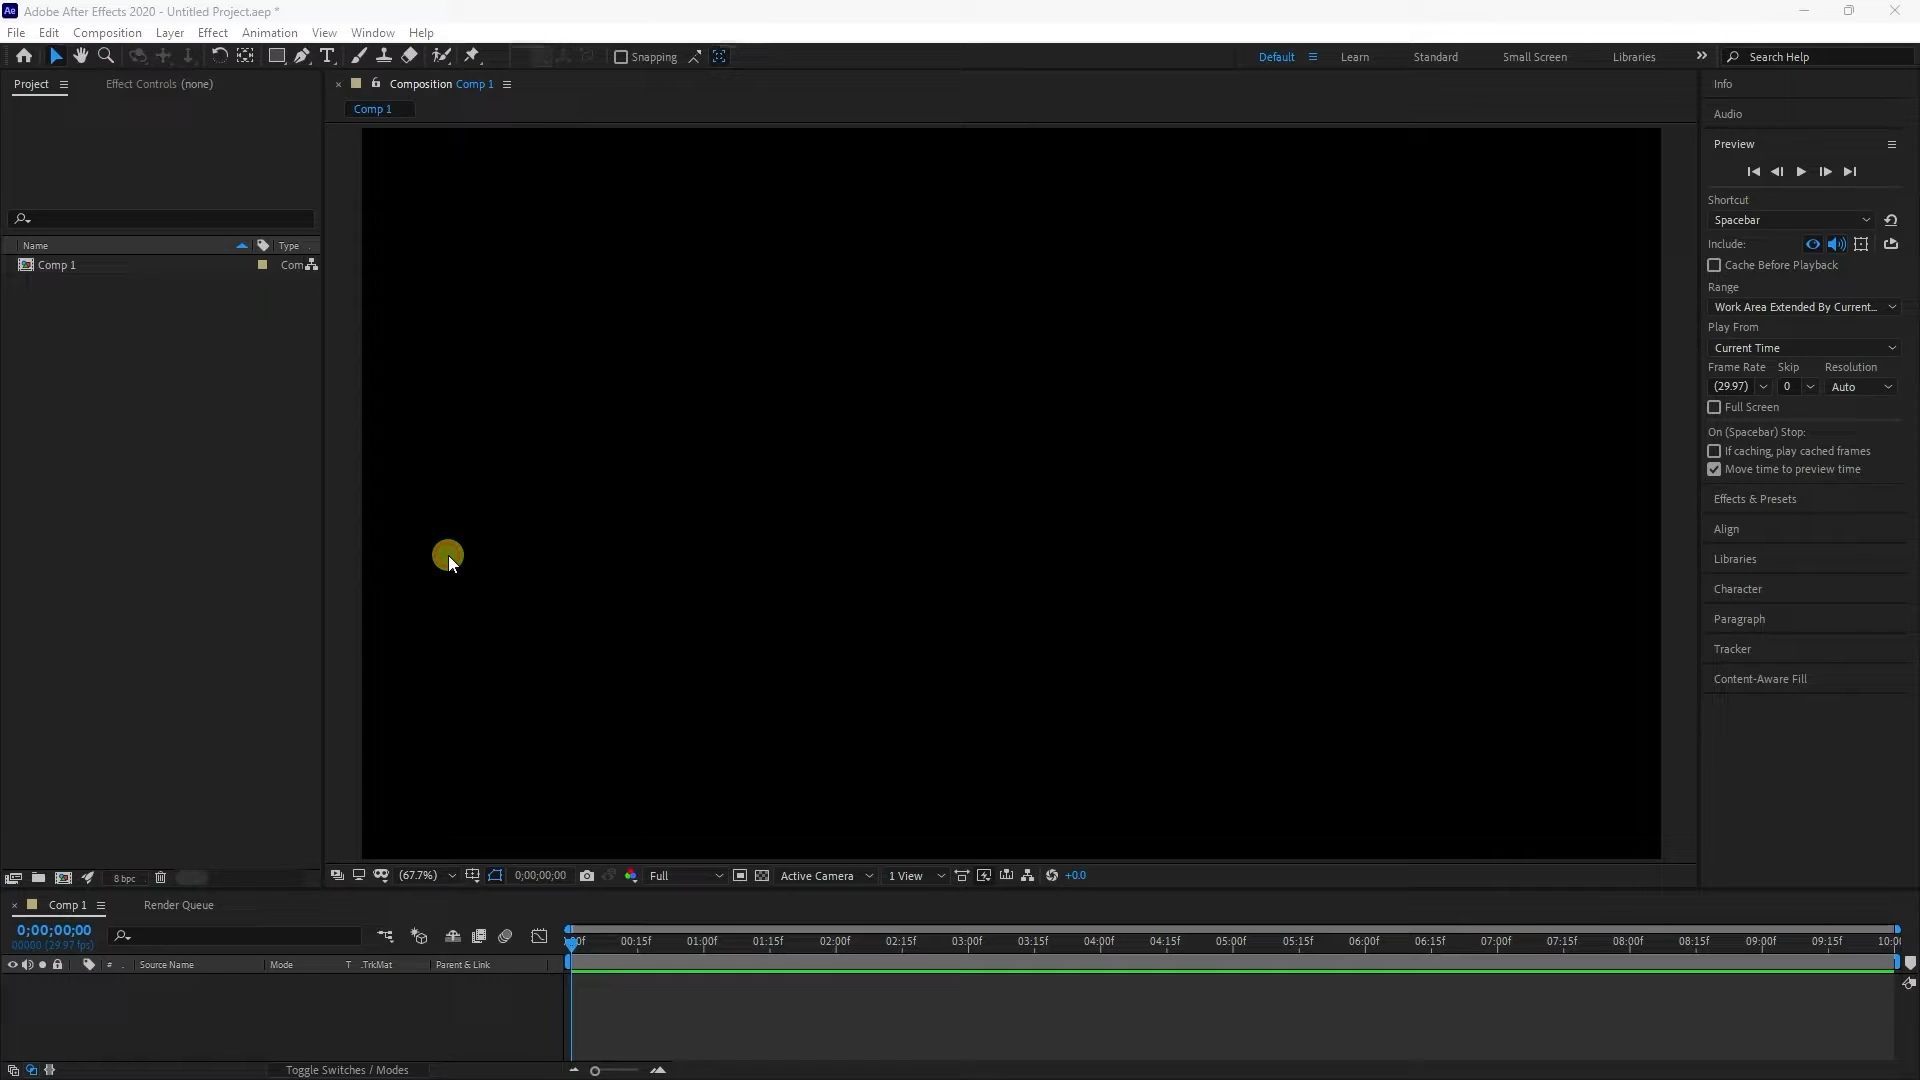 Ae Adobe After Effects 2020 - Untitled Project.aep *
File Edit Composition Layer Effect Animation View Window Help
Snapping Default Learn Standard Small Screen Libraries Search Help
Project Effect Controls (none)
Composition Comp 1
Comp 1
Name Type
Comp 1 Com
Info
Audio
Preview
Shortcut
Spacebar
Include:
Cache Before Playback
Range
Work Area Extended By Current...
Play From
Current Time
Frame Rate Skip Resolution
(29.97) 0 Auto
Full Screen
On (Spacebar) Stop:
If caching, play cached frames
Move time to preview time
Effects & Presets
Align
Libraries
Character
Paragraph
Tracker
Content-Aware Fill
8 bpc
(67.7%) 0;00;00;00 Full Active Camera 1 View +0.0
Comp 1 Render Queue
0;00;00;00
00000 (29.97 fps)
00:15f 01:00f 01:15f 02:00f 02:15f 03:00f 03:15f 04:00f 04:15f 05:00f 05:15f 06:00f 06:15f 07:00f 07:15f 08:00f 08:15f 09:00f 09:15f 10:00
# Source Name Mode T .TrkMat Parent & Link
Toggle Switches / Modes